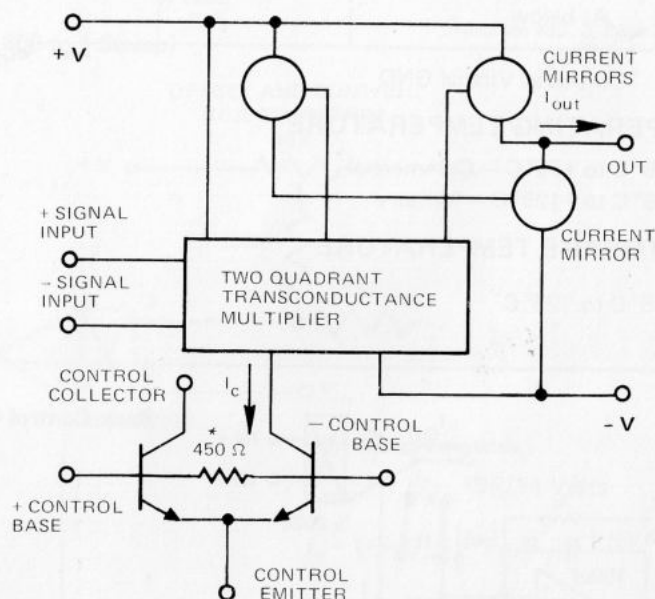 + V
CURRENT
MIRRORS
Iout
OUT
CURRENT
MIRROR
+ SIGNAL
INPUT
− SIGNAL
INPUT
TWO QUADRANT
TRANSCONDUCTANCE
MULTIPLIER
CONTROL
COLLECTOR
Ic
*
450 Ω
− CONTROL
BASE
− V
+ CONTROL
BASE
CONTROL
EMITTER